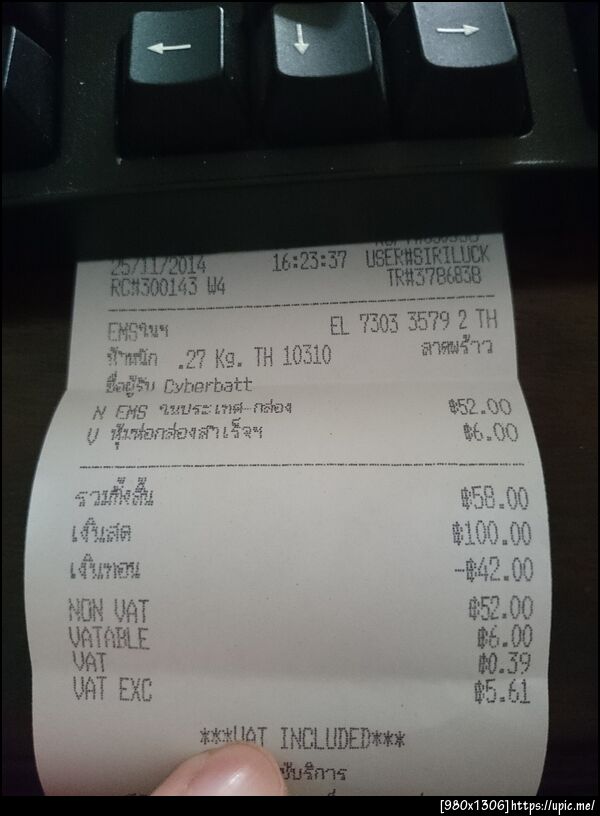 25/11/2014 16:23:37 USER#SIRILUCK
RC#300143 W4 TR#3786838
EMSในฯ EL 7303 3579 2 TH
น้ำหนัก .27 Kg. TH 10310 ลาดพร้าว
ชื่อผู้รับ Cyberbatt
N EMS ในประเทศ-กล่อง ฿52.00
V หุ้มห่อกล่องสำเร็จฯ ฿6.00
รวมทั้งสิ้น ฿58.00
เงินสด ฿100.00
เงินทอน -฿42.00
NON VAT ฿52.00
VATABLE ฿6.00
VAT ฿0.39
VAT EXC ฿5.61
***VAT INCLUDED***
[980x1306]https://upic.me/